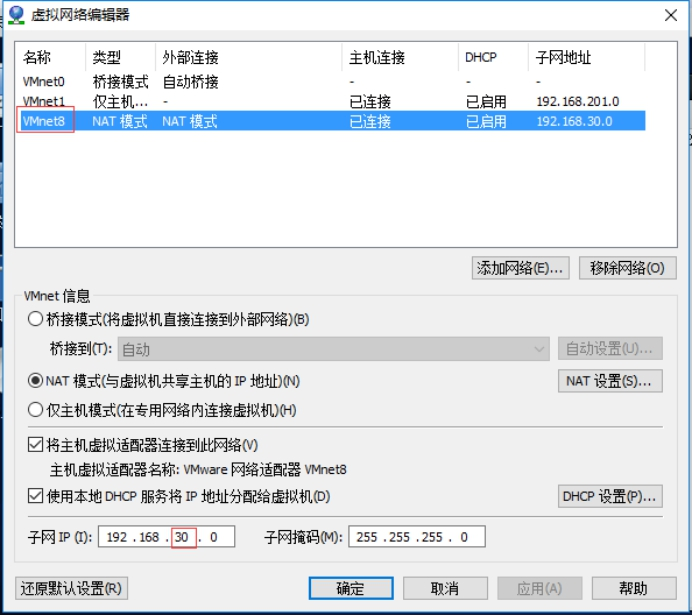 虚拟网络编辑器
名称 类型 外部连接 主机连接 DHCP 子网地址
VMnet0 桥接模式 自动桥接 - - -
VMnet1 仅主机... - 已连接 已启用 192.168.201.0
VMnet8 NAT 模式 NAT 模式 已连接 已启用 192.168.30.0
添加网络(E)... 移除网络(O)
VMnet 信息
桥接模式(将虚拟机直接连接到外部网络)(B)
桥接到(T): 自动 自动设置(U)...
NAT 模式(与虚拟机共享主机的 IP 地址)(N) NAT 设置(S)...
仅主机模式(在专用网络内连接虚拟机)(H)
将主机虚拟适配器连接到此网络(V)
主机虚拟适配器名称: VMware 网络适配器 VMnet8
使用本地 DHCP 服务将 IP 地址分配给虚拟机(D) DHCP 设置(P)...
子网 IP (I): 192 .168 . 30 . 0 子网掩码(M): 255 .255 .255 . 0
还原默认设置(R) 确定 取消 应用(A) 帮助